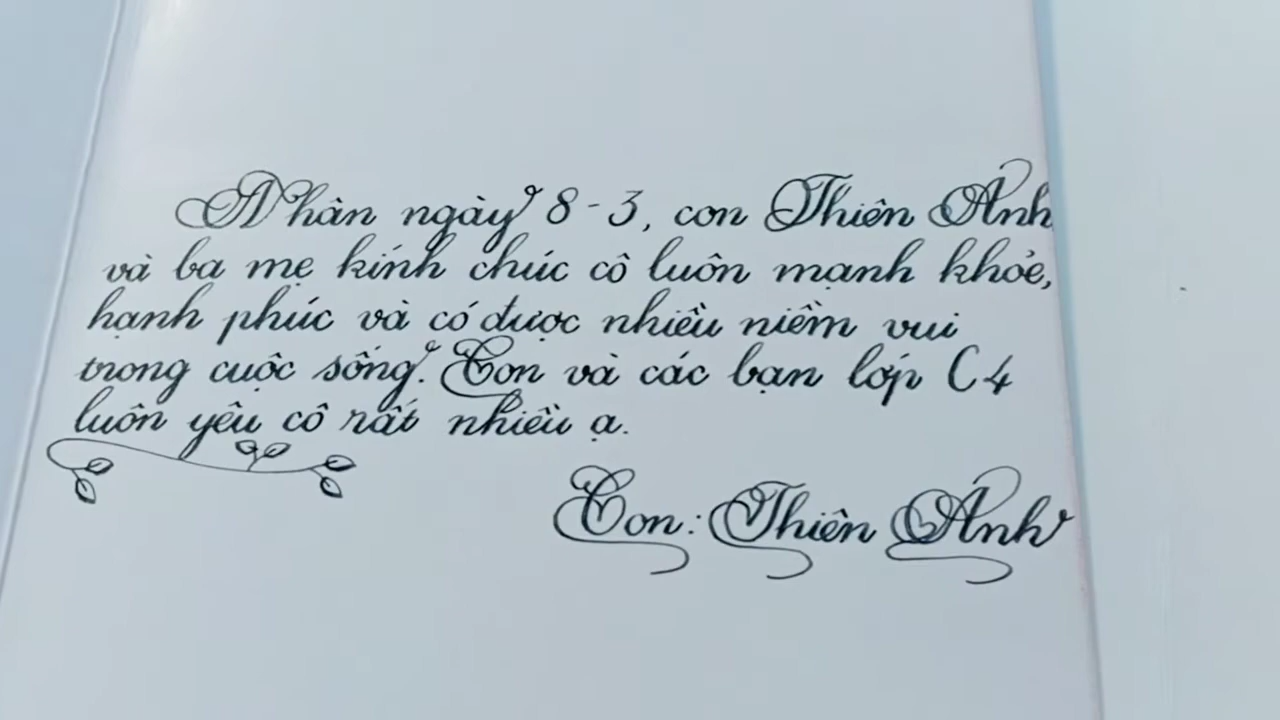 Nhân ngày 8-3, con Thiên Ánh
và ba mẹ kính chúc cô luôn mạnh khỏe,
hạnh phúc và có được nhiều niềm vui
trong cuộc sống. Con và các bạn lớp C4
luôn yêu cô rất nhiều ạ.
Con: Thiên Ánh